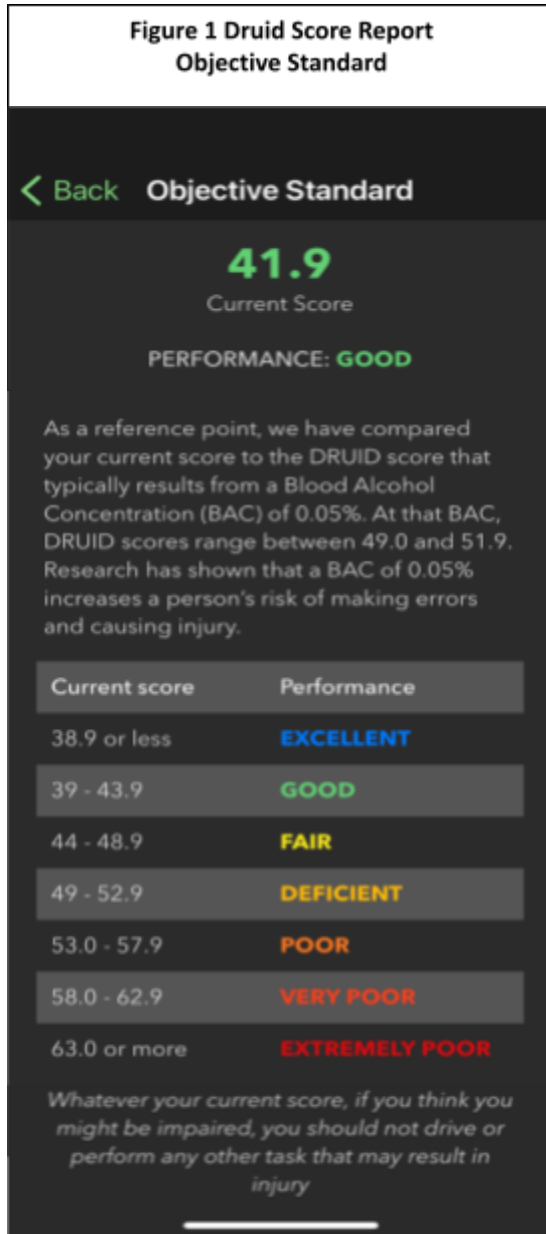 Figure 1 Druid Score Report
Objective Standard
Back Objective Standard
41.9
Current Score
PERFORMANCE: GOOD
As a reference point, we have compared
your current score to the DRUID score that
typically results from a Blood Alcohol
Concentration (BAC) of 0.05%. At that BAC,
DRUID scores range between 49.0 and 51.9.
Research has shown that a BAC of 0.05%
increases a person's risk of making errors
and causing injury.
Current score Performance
38.9 or less EXCELLENT
39 - 43.9 GOOD
44 - 48.9 FAIR
49 - 52.9 DEFICIENT
53.0 - 57.9 POOR
58.0 - 62.9 VERY POOR
63.0 or more EXTREMELY POOR
Whatever your current score, if you think you
might be impaired, you should not drive or
perform any other task that may result in
injury